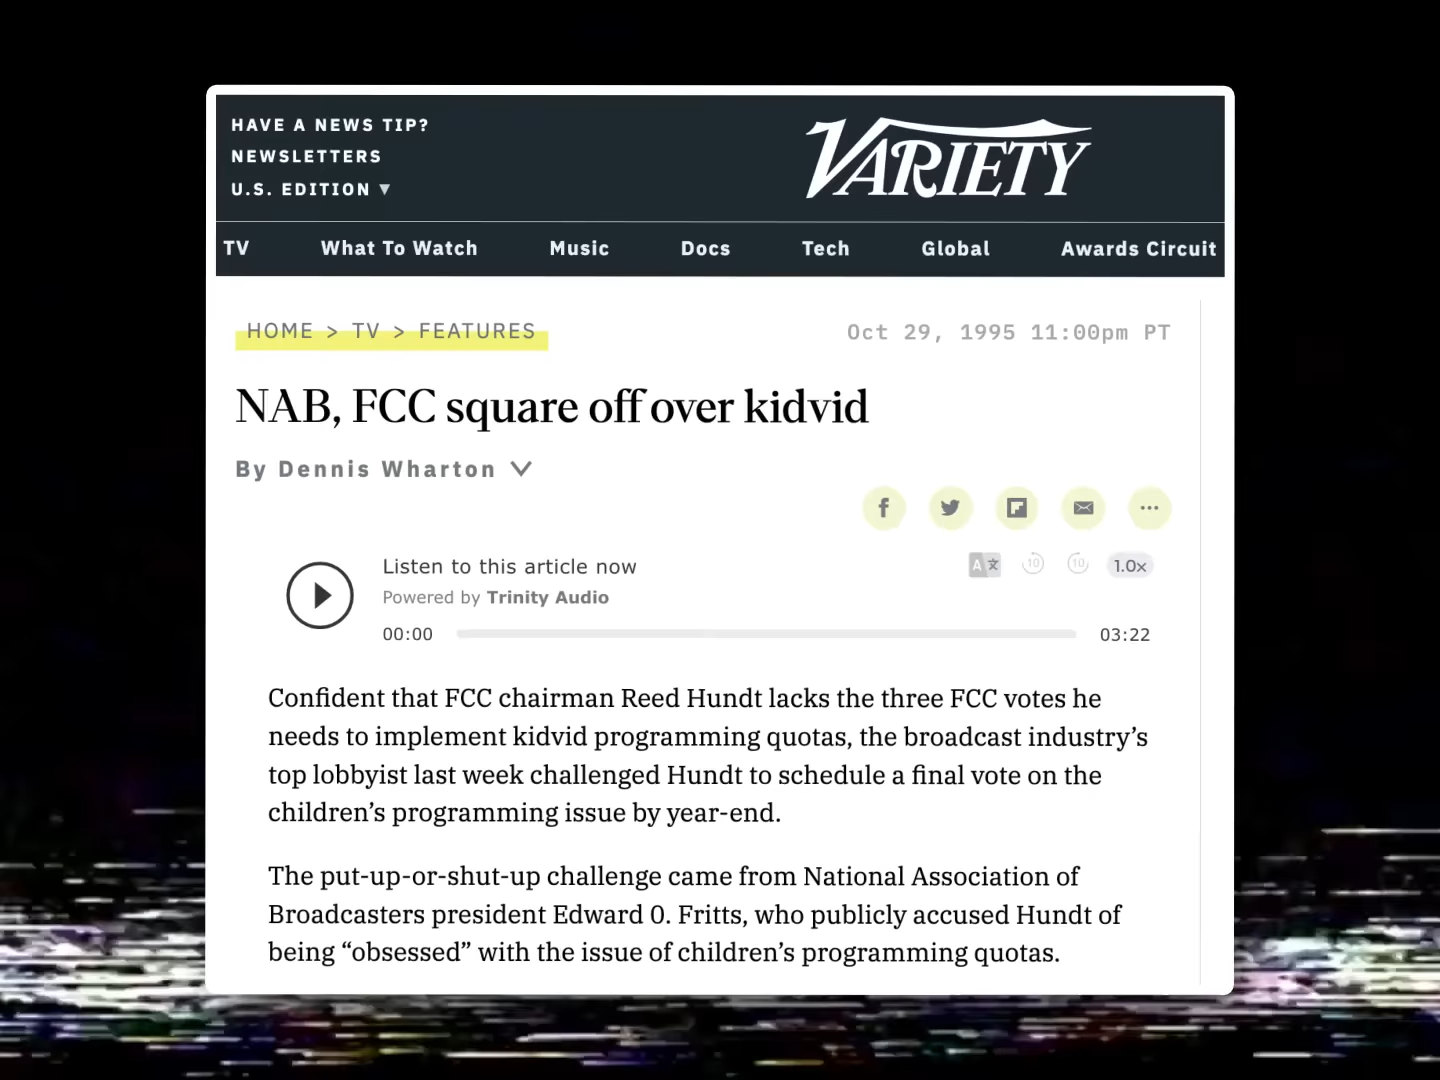 HAVE A NEWS TIP?
NEWSLETTERS
U.S. EDITION ▼
VARIETY
TV What To Watch Music Docs Tech Global Awards Circuit
HOME > TV > FEATURES
Oct 29, 1995 11:00pm PT
NAB, FCC square off over kidvid
By Dennis Wharton
A 文 10 10 1.0x
Listen to this article now
Powered by Trinity Audio
00:00 03:22
Confident that FCC chairman Reed Hundt lacks the three FCC votes he
needs to implement kidvid programming quotas, the broadcast industry’s
top lobbyist last week challenged Hundt to schedule a final vote on the
children’s programming issue by year-end.
The put-up-or-shut-up challenge came from National Association of
Broadcasters president Edward O. Fritts, who publicly accused Hundt of
being “obsessed” with the issue of children’s programming quotas.